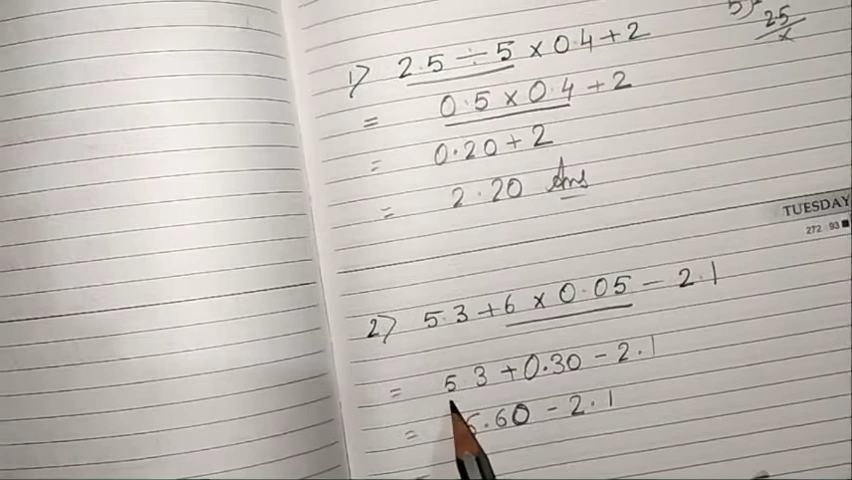 1) 2.5 ÷ 5 × 0.4 + 2
= 0.5 × 0.4 + 2
= 0.20 + 2
= 2.20 Ans
25
×
TUESDAY
272 93
2) 5.3 + 6 × 0.05 - 2.1
= 5.3 + 0.30 - 2.1
= 5.60 - 2.1